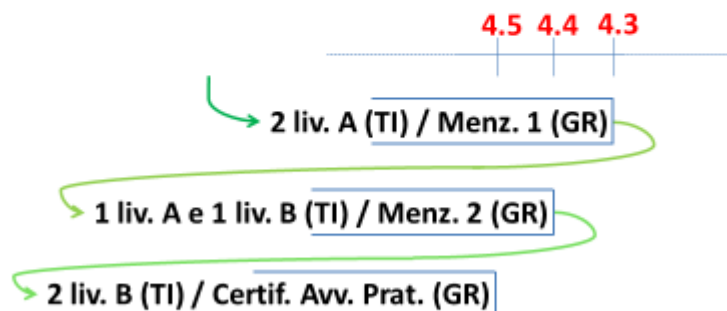 4.5 4.4 4.3
2 liv. A (TI) / Menz. 1 (GR)
1 liv. A e 1 liv. B (TI) / Menz. 2 (GR)
2 liv. B (TI) / Certif. Avv. Prat. (GR)